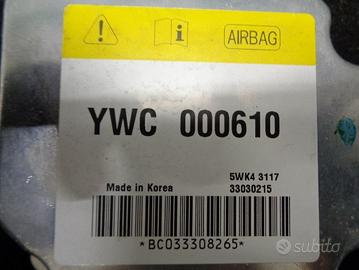 AIRBAG
YWC 000610
5WK4 3117
Made in Korea 33030215
*BC033308265*
subito